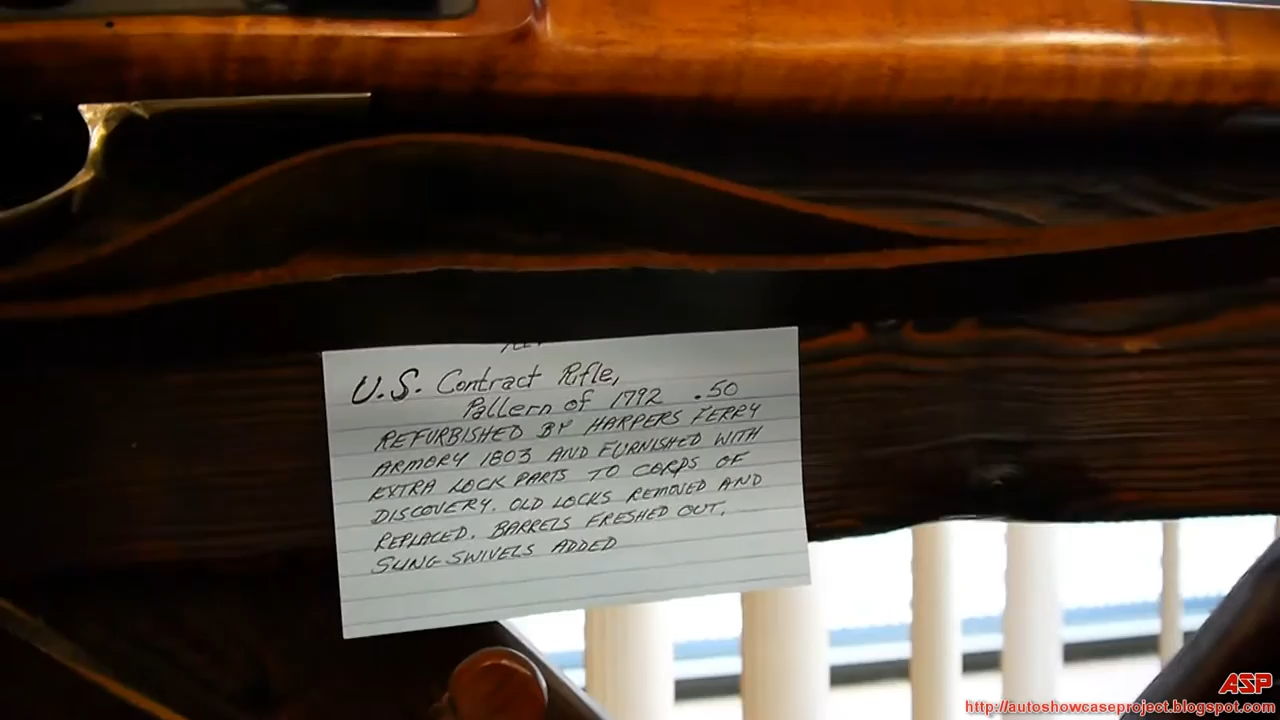 U.S. Contract Rifle,
Pattern of 1792 .50
REFURBISHED BY HARPERS FERRY
ARMORY 1803 AND FURNISHED WITH
EXTRA LOCK PARTS TO CORPS OF
DISCOVERY. OLD LOCKS REMOVED AND
REPLACED. BARRELS FRESHED OUT.
SLING SWIVELS ADDED
ASP
http://autoshowcaseproject.blogspot.com